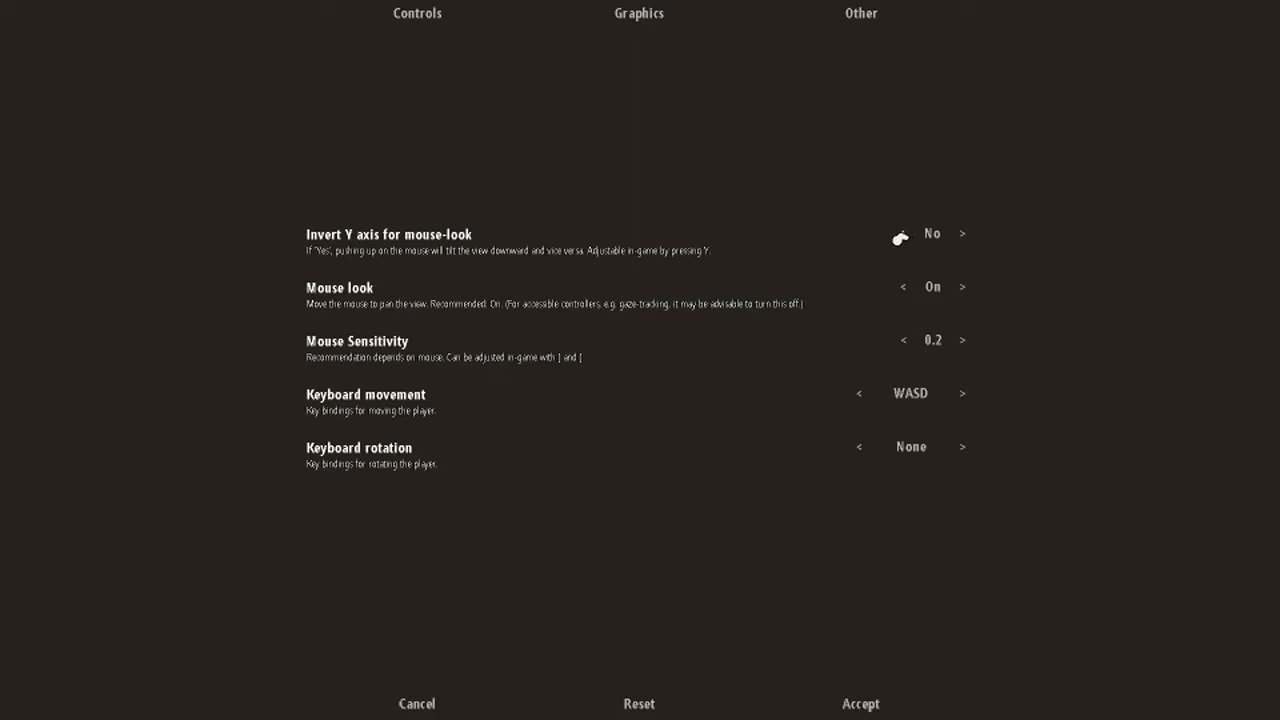 Controls Graphics Other
Invert Y axis for mouse-look No >
If 'Yes', pushing up on the mouse will tilt the view downward and vice versa. Adjustable in-game by pressing Y.
Mouse look < On >
Move the mouse to pan the view. Recommended: On. (For accessible controllers, e.g. gaze-tracking, it may be advisable to turn this off.)
Mouse Sensitivity < 0.2 >
Recommendation depends on mouse. Can be adjusted in-game with [ and ]
Keyboard movement < WASD >
Key bindings for moving the player.
Keyboard rotation < None >
Key bindings for rotating the player.
Cancel Reset Accept